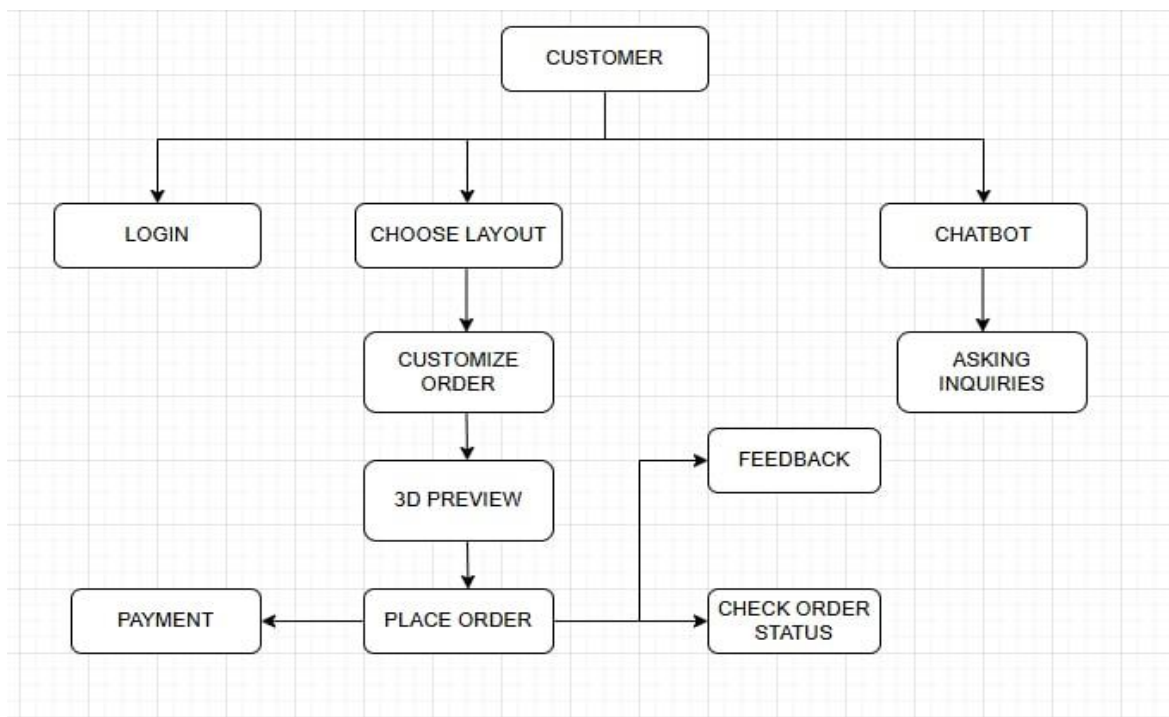 CUSTOMER
LOGIN
CHOOSE LAYOUT
CHATBOT
CUSTOMIZE
ORDER
ASKING
INQUIRIES
FEEDBACK
3D PREVIEW
PAYMENT
PLACE ORDER
CHECK ORDER
STATUS